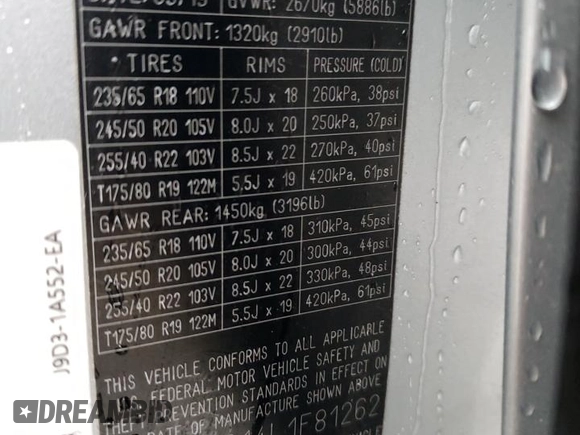 GVWR: 2670kg (5886lb)
GAWR FRONT: 1320kg (2910lb)
TIRES RIMS PRESSURE (COLD)
235/65 R18 110V 7.5J x 18 260kPa, 38psi
245/50 R20 105V 8.0J x 20 250kPa, 37psi
255/40 R22 103V 8.5J x 22 270kPa, 40psi
T175/80 R19 122M 5.5J x 19 420kPa, 61psi
GAWR REAR: 1450kg (3196lb)
235/65 R18 110V 7.5J x 18 310kPa, 45psi
245/50 R20 105V 8.0J x 20 300kPa, 44psi
255/40 R22 103V 8.5J x 22 330kPa, 48psi
T175/80 R19 122M 5.5J x 19 420kPa, 61psi
THIS VEHICLE CONFORMS TO ALL APPLICABLE
FEDERAL MOTOR VEHICLE SAFETY AND
THEFT PREVENTION STANDARDS IN EFFECT ON
DATE OF MANUFACTURE SHOWN ABOVE
1F81262
J9D3-1A552-EA
DREAMBID